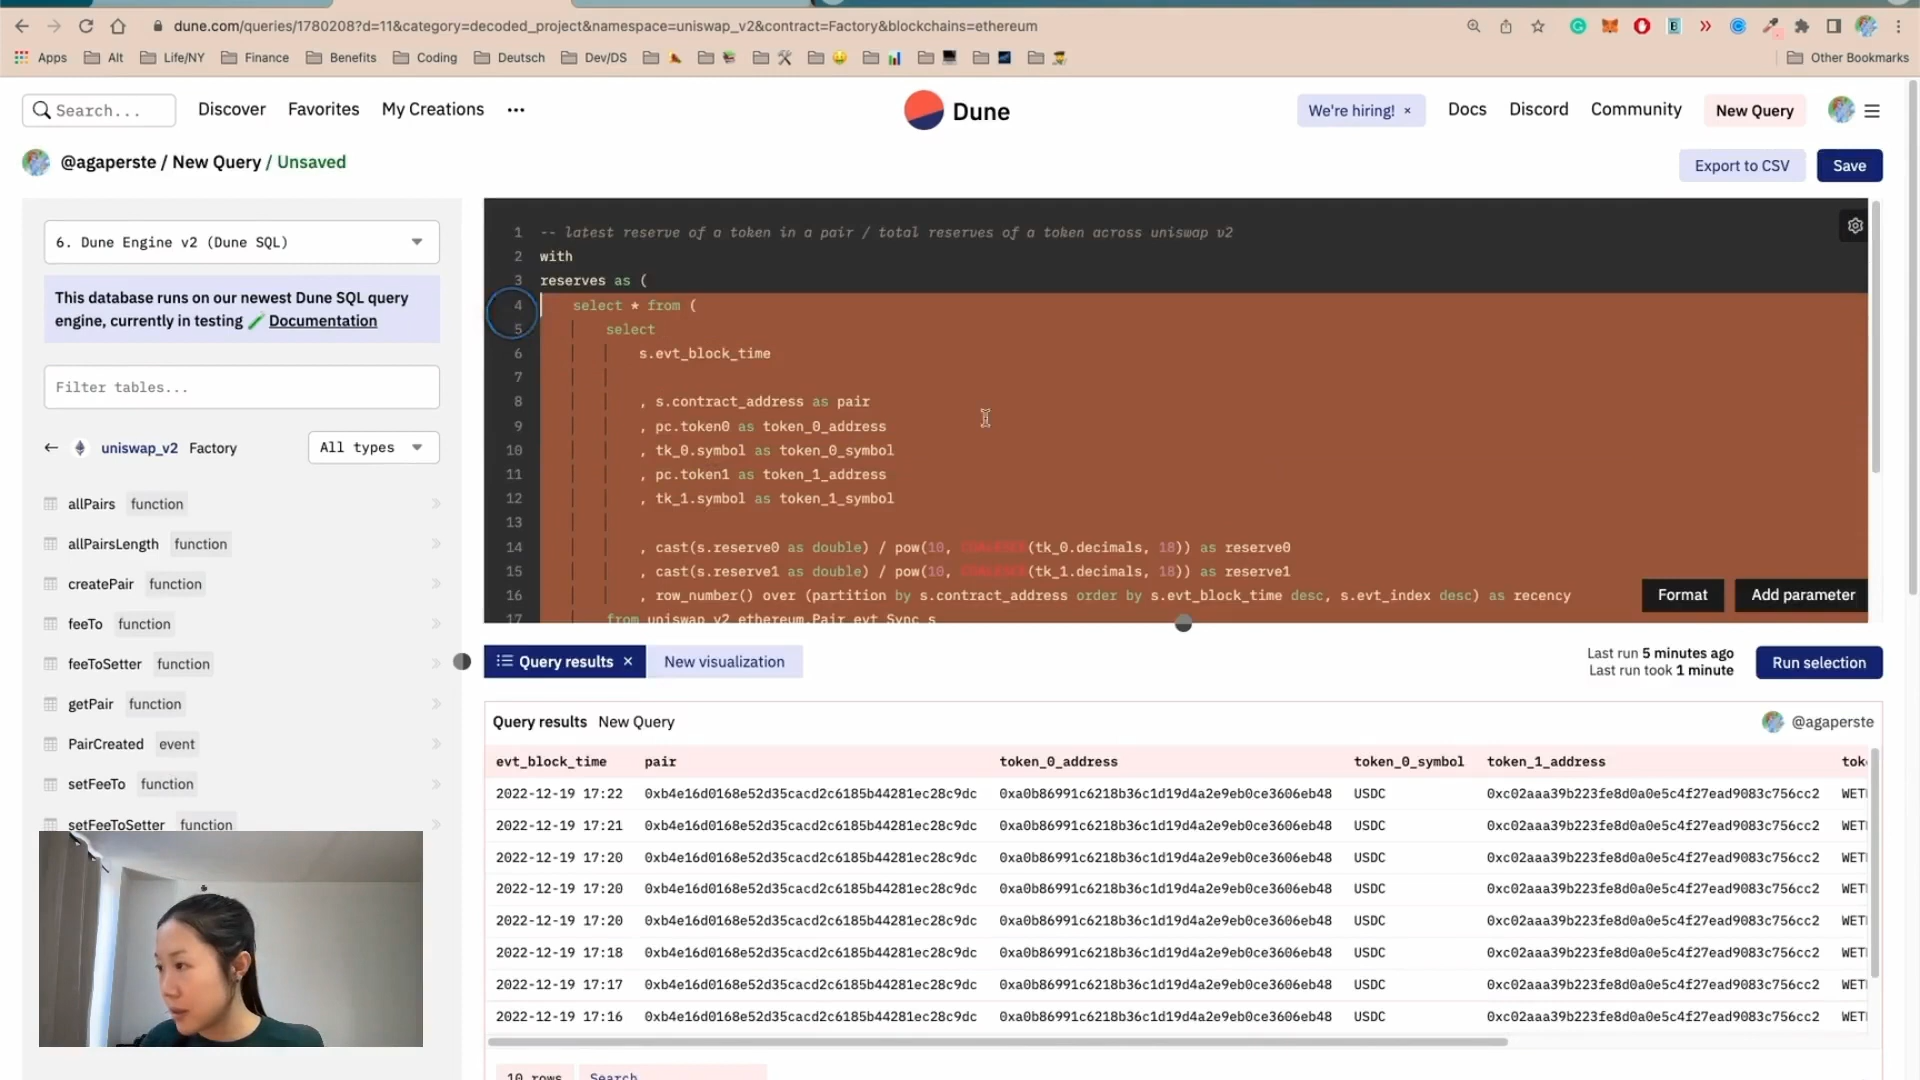 dune.com/queries/1780208?d=11&category=decoded_project&namespace=uniswap_v2&contract=Factory&blockchains=ethereum
Apps Alt Life/NY Finance Benefits Coding Deutsch Dev/DS Other Bookmarks
Search... Discover Favorites My Creations ••• Dune We're hiring! × Docs Discord Community New Query
@agaperste / New Query / Unsaved Export to CSV Save
6. Dune Engine v2 (Dune SQL)
This database runs on our newest Dune SQL query
engine, currently in testing Documentation
Filter tables...
uniswap_v2 Factory All types
allPairs function
allPairsLength function
createPair function
feeTo function
feeToSetter function
getPair function
PairCreated event
setFeeTo function
setFeeToSetter function
1 -- latest reserve of a token in a pair / total reserves of a token across uniswap v2
2 with
3 reserves as (
4 select * from (
5 select
6 s.evt_block_time
7
8 , s.contract_address as pair
9 , pc.token0 as token_0_address
10 , tk_0.symbol as token_0_symbol
11 , pc.token1 as token_1_address
12 , tk_1.symbol as token_1_symbol
13
14 , cast(s.reserve0 as double) / pow(10, COALESCE(tk_0.decimals, 18)) as reserve0
15 , cast(s.reserve1 as double) / pow(10, COALESCE(tk_1.decimals, 18)) as reserve1
16 , row_number() over (partition by s.contract_address order by s.evt_block_time desc, s.evt_index desc) as recency
17 from uniswap_v2_ethereum.Pair_evt_Sync s
Format Add parameter
Query results × New visualization
Last run 5 minutes ago
Last run took 1 minute
Run selection
Query results New Query @agaperste
evt_block_time pair token_0_address token_0_symbol token_1_address
2022-12-19 17:22 0xb4e16d0168e52d35cacd2c6185b44281ec28c9dc 0xa0b86991c6218b36c1d19d4a2e9eb0ce3606eb48 USDC 0xc02aaa39b223fe8d0a0e5c4f27ead9083c756cc2
2022-12-19 17:21 0xb4e16d0168e52d35cacd2c6185b44281ec28c9dc 0xa0b86991c6218b36c1d19d4a2e9eb0ce3606eb48 USDC 0xc02aaa39b223fe8d0a0e5c4f27ead9083c756cc2
2022-12-19 17:20 0xb4e16d0168e52d35cacd2c6185b44281ec28c9dc 0xa0b86991c6218b36c1d19d4a2e9eb0ce3606eb48 USDC 0xc02aaa39b223fe8d0a0e5c4f27ead9083c756cc2
2022-12-19 17:20 0xb4e16d0168e52d35cacd2c6185b44281ec28c9dc 0xa0b86991c6218b36c1d19d4a2e9eb0ce3606eb48 USDC 0xc02aaa39b223fe8d0a0e5c4f27ead9083c756cc2
2022-12-19 17:20 0xb4e16d0168e52d35cacd2c6185b44281ec28c9dc 0xa0b86991c6218b36c1d19d4a2e9eb0ce3606eb48 USDC 0xc02aaa39b223fe8d0a0e5c4f27ead9083c756cc2
2022-12-19 17:18 0xb4e16d0168e52d35cacd2c6185b44281ec28c9dc 0xa0b86991c6218b36c1d19d4a2e9eb0ce3606eb48 USDC 0xc02aaa39b223fe8d0a0e5c4f27ead9083c756cc2
2022-12-19 17:17 0xb4e16d0168e52d35cacd2c6185b44281ec28c9dc 0xa0b86991c6218b36c1d19d4a2e9eb0ce3606eb48 USDC 0xc02aaa39b223fe8d0a0e5c4f27ead9083c756cc2
2022-12-19 17:16 0xb4e16d0168e52d35cacd2c6185b44281ec28c9dc 0xa0b86991c6218b36c1d19d4a2e9eb0ce3606eb48 USDC 0xc02aaa39b223fe8d0a0e5c4f27ead9083c756cc2
10 rows Search